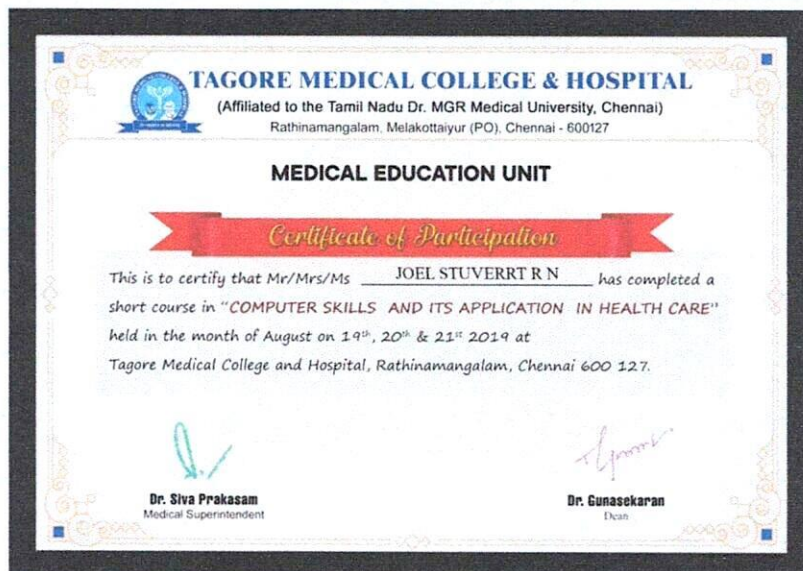 TAGORE MEDICAL COLLEGE & HOSPITAL
(Affiliated to the Tamil Nadu Dr. MGR Medical University, Chennai)
Rathinamangalam, Melakottaiyur (PO), Chennai - 600127
MEDICAL EDUCATION UNIT
Certificate of Participation
This is to certify that Mr/Mrs/Ms JOEL STUVERRT R N has completed a
short course in "COMPUTER SKILLS AND ITS APPLICATION IN HEALTH CARE"
held in the month of August on 19th, 20th & 21st 2019 at
Tagore Medical College and Hospital, Rathinamangalam, Chennai 600 127.
Dr. Siva Prakasam
Medical Superintendent
Dr. Gunasekaran
Dean